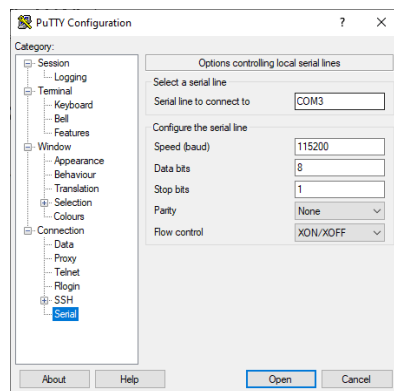 PuTTY Configuration
?
Category:
Session
Logging
Terminal
Keyboard
Bell
Features
Window
Appearance
Behaviour
Translation
Selection
Colours
Connection
Data
Proxy
Telnet
Rlogin
SSH
Serial
Options controlling local serial lines
Select a serial line
Serial line to connect to COM3
Configure the serial line
Speed (baud) 115200
Data bits 8
Stop bits 1
Parity None
Flow control XON/XOFF
About Help Open Cancel